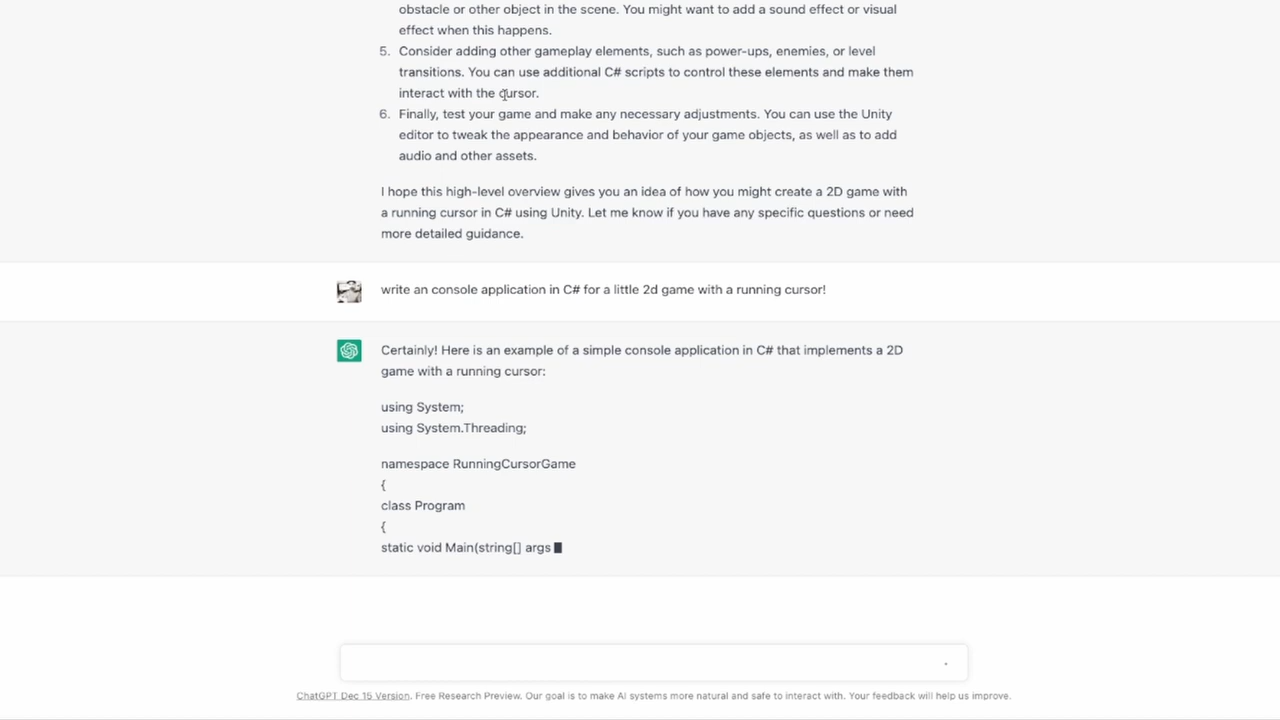 obstacle or other object in the scene. You might want to add a sound effect or visual
effect when this happens.
5. Consider adding other gameplay elements, such as power-ups, enemies, or level
transitions. You can use additional C# scripts to control these elements and make them
interact with the cursor.
6. Finally, test your game and make any necessary adjustments. You can use the Unity
editor to tweak the appearance and behavior of your game objects, as well as to add
audio and other assets.
I hope this high-level overview gives you an idea of how you might create a 2D game with
a running cursor in C# using Unity. Let me know if you have any specific questions or need
more detailed guidance.
write an console application in C# for a little 2d game with a running cursor!
Certainly! Here is an example of a simple console application in C# that implements a 2D
game with a running cursor:
using System;
using System.Threading;
namespace RunningCursorGame
{
class Program
{
static void Main(string[] args
ChatGPT Dec 15 Version. Free Research Preview. Our goal is to make AI systems more natural and safe to interact with. Your feedback will help us improve.